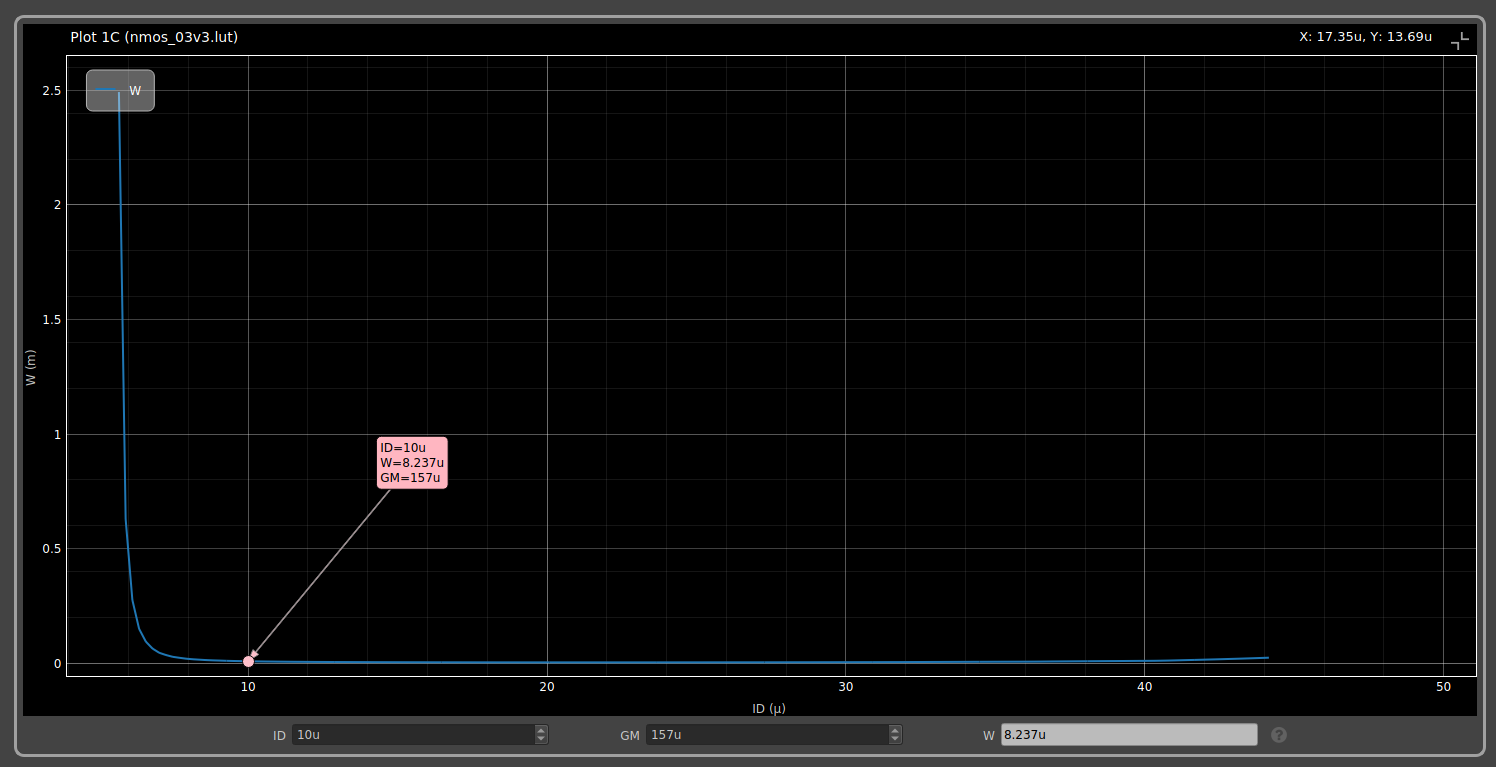 Plot 1C (nmos_03v3.lut)
X: 17.35u, Y: 13.69u
W
2.5
2
1.5
1
0.5
0
W (m)
ID=10u
W=8.237u
GM=157u
10 20 30 40 50
ID (µ)
ID 10u GM 157u W 8.237u ?